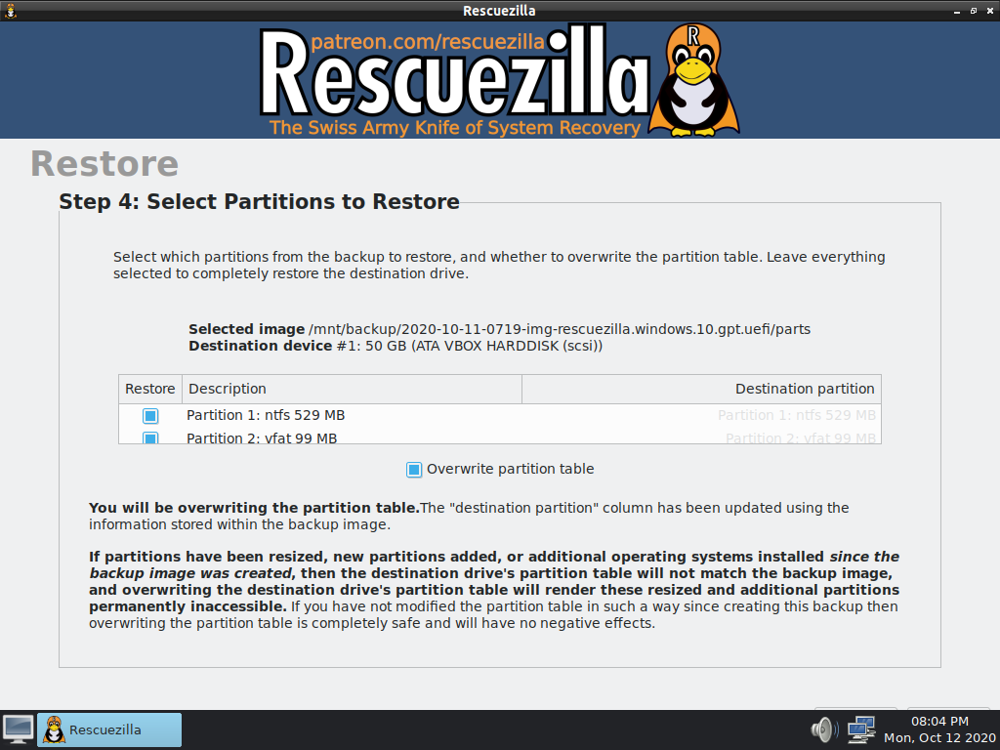 Rescuezilla
patreon.com/rescuezilla
R
Rescuezilla
The Swiss Army Knife of System Recovery
Restore
Step 4: Select Partitions to Restore
Select which partitions from the backup to restore, and whether to overwrite the partition table. Leave everything
selected to completely restore the destination drive.
Selected image /mnt/backup/2020-10-11-0719-img-rescuezilla.windows.10.gpt.uefi/parts
Destination device #1: 50 GB (ATA VBOX HARDDISK (scsi))
Restore Description Destination partition
Partition 1: ntfs 529 MB Partition 1: ntfs 529 MB
Partition 2: vfat 99 MB Partition 2: vfat 99 MB
Overwrite partition table
You will be overwriting the partition table.The "destination partition" column has been updated using the
information stored within the backup image.
If partitions have been resized, new partitions added, or additional operating systems installed since the
backup image was created, then the destination drive's partition table will not match the backup image,
and overwriting the destination drive's partition table will render these resized and additional partitions
permanently inaccessible. If you have not modified the partition table in such a way since creating this backup then
overwriting the partition table is completely safe and will have no negative effects.
Rescuezilla
08:04 PM
Mon, Oct 12 2020